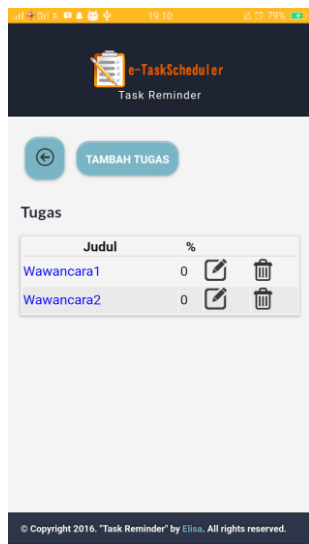 19:10 79%
e-TaskScheduler
Task Reminder
TAMBAH TUGAS
Tugas
Judul %
Wawancara1 0
Wawancara2 0
© Copyright 2016. "Task Reminder" by Elisa. All rights reserved.